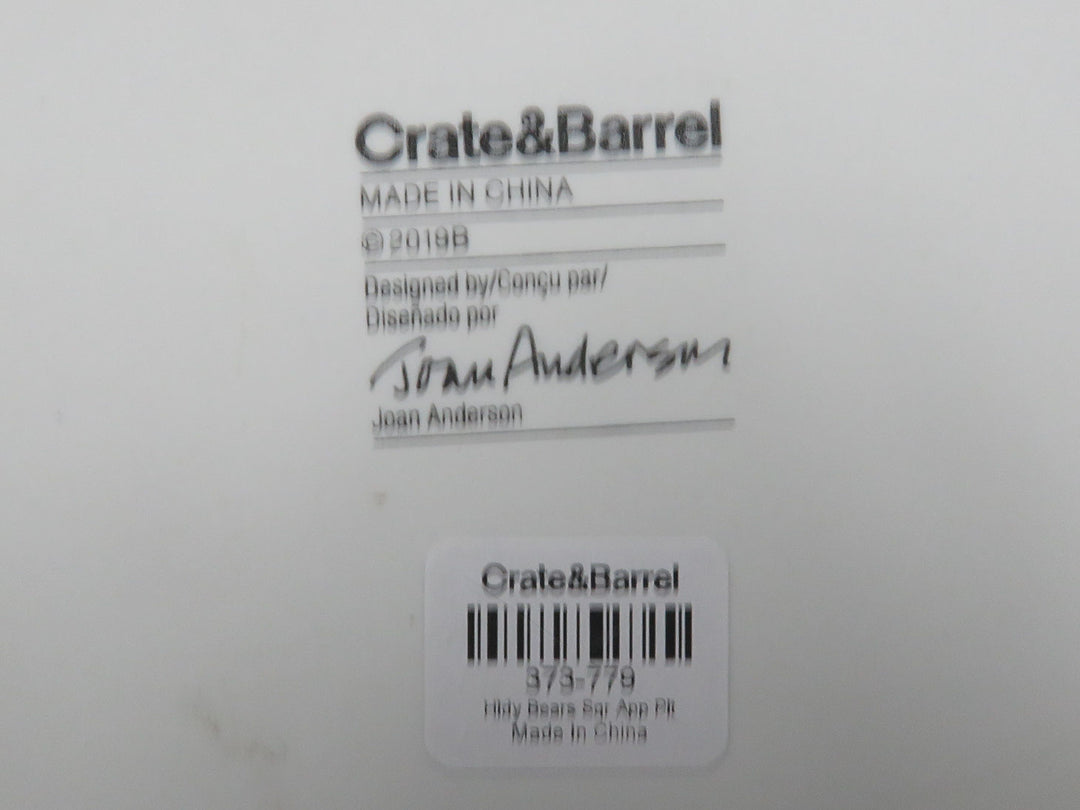 Crate&Barrel
MADE IN CHINA
©2019B
Designed by/Conçu par/
Diseñado por
Joan Anderson
Joan Anderson
Crate&Barrel
373-779
Hldy Bears Sqr App Plt
Made In China